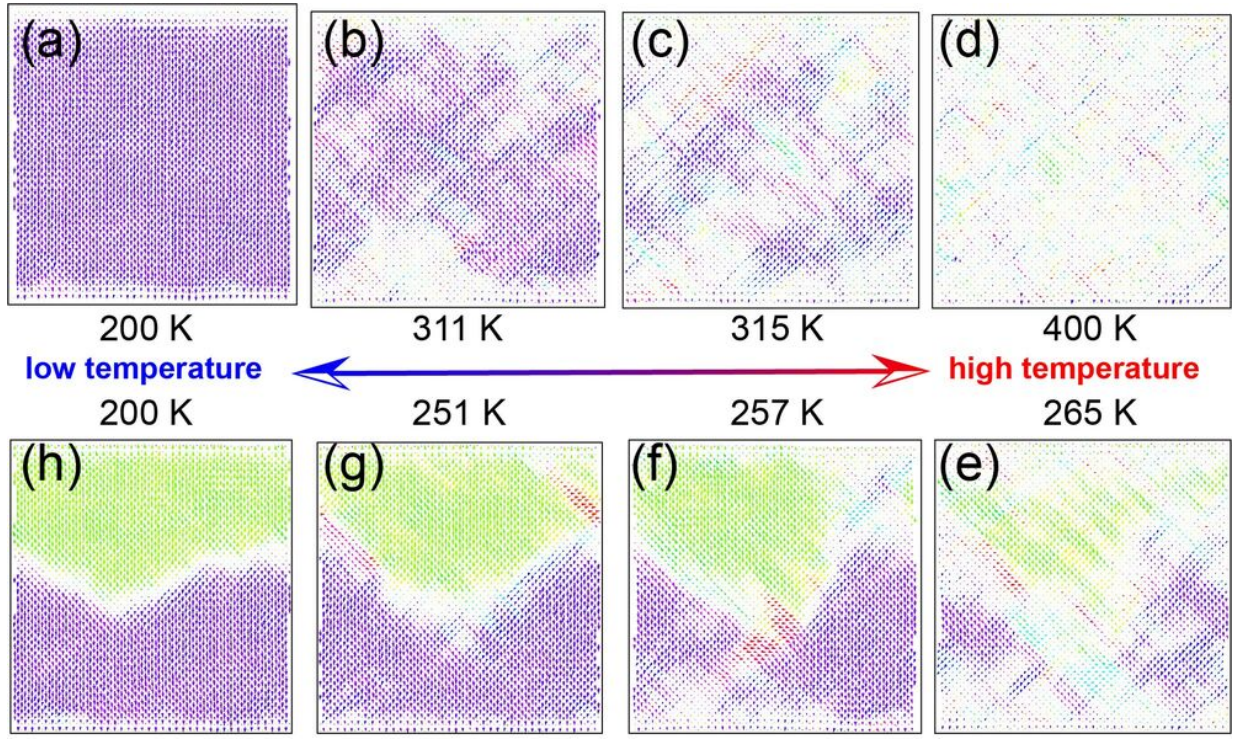 (a) (b) (c) (d)
200 K 311 K 315 K 400 K
low temperature high temperature
200 K 251 K 257 K 265 K
(h) (g) (f) (e)